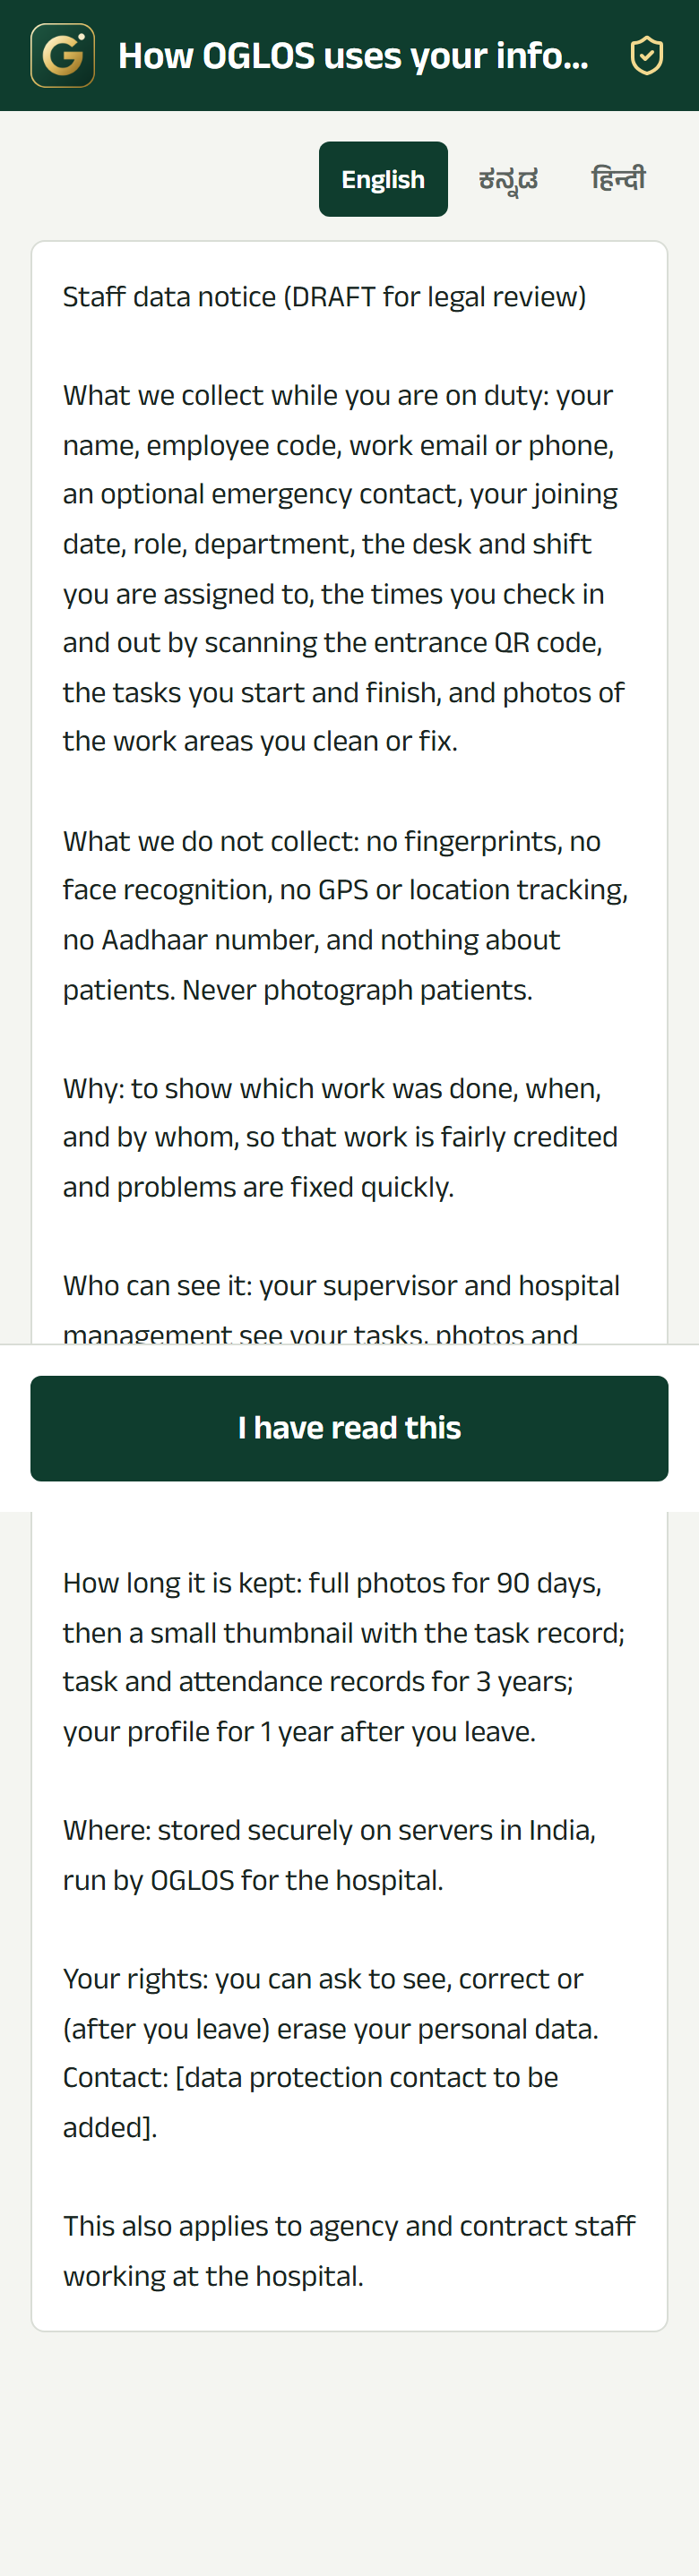 G
How OGLOS uses your info...
English ಕನ್ನಡ हिन्दी
Staff data notice (DRAFT for legal review)
What we collect while you are on duty: your
name, employee code, work email or phone,
an optional emergency contact, your joining
date, role, department, the desk and shift
you are assigned to, the times you check in
and out by scanning the entrance QR code,
the tasks you start and finish, and photos of
the work areas you clean or fix.
What we do not collect: no fingerprints, no
face recognition, no GPS or location tracking,
no Aadhaar number, and nothing about
patients. Never photograph patients.
Why: to show which work was done, when,
and by whom, so that work is fairly credited
and problems are fixed quickly.
Who can see it: your supervisor and hospital
management see your tasks, photos and
I have read this
How long it is kept: full photos for 90 days,
then a small thumbnail with the task record;
task and attendance records for 3 years;
your profile for 1 year after you leave.
Where: stored securely on servers in India,
run by OGLOS for the hospital.
Your rights: you can ask to see, correct or
(after you leave) erase your personal data.
Contact: [data protection contact to be
added].
This also applies to agency and contract staff
working at the hospital.